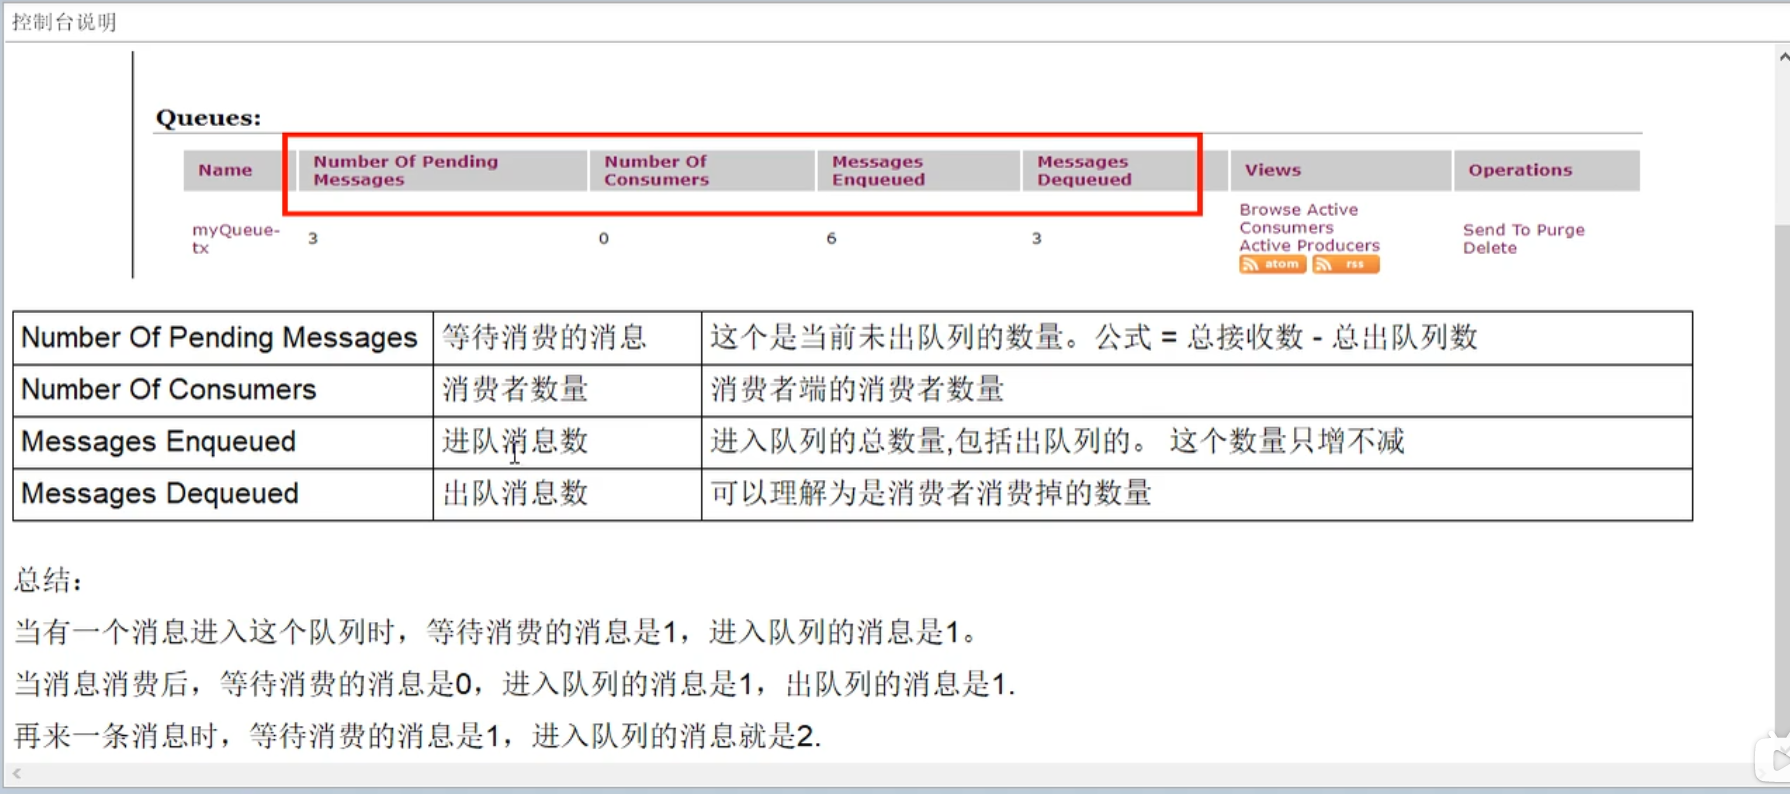 控制台说明
Queues:
Name
Number Of Pending
Messages
Number Of
Consumers
Messages
Enqueued
Messages
Dequeued
Views
Operations
myQueue-
tx
3
0
6
3
Browse Active
Consumers
Active Producers
atom
rss
Send To Purge
Delete
Number Of Pending Messages
等待消费的消息
这个是当前未出队列的数量。公式 = 总接收数 - 总出队列数
Number Of Consumers
消费者数量
消费者端的消费者数量
Messages Enqueued
进队消息数
进入队列的总数量,包括出队列的。 这个数量只增不减
Messages Dequeued
出队消息数
可以理解为是消费者消费掉的数量
总结：
当有一个消息进入这个队列时，等待消费的消息是1，进入队列的消息是1。
当消息消费后，等待消费的消息是0，进入队列的消息是1，出队列的消息是1.
再来一条消息时，等待消费的消息是1，进入队列的消息就是2.